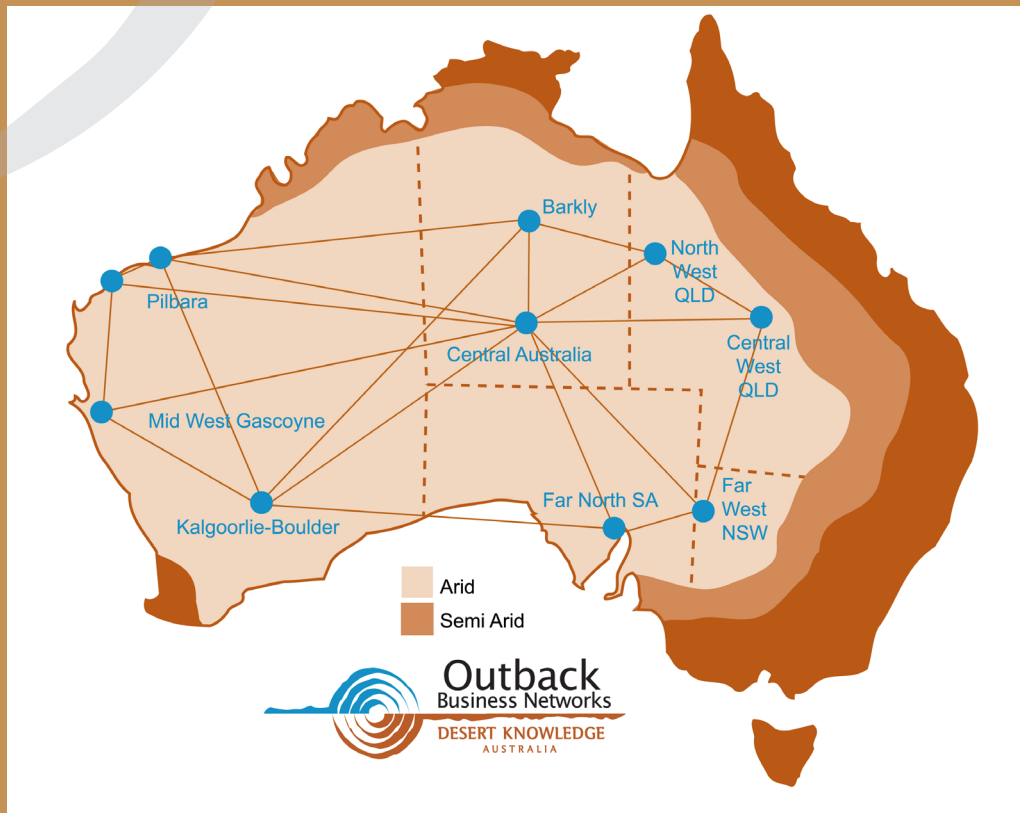 Barkly
North
West
QLD
Pilbara
Central Australia
Central
West
QLD
Mid West Gascoyne
Far North SA
Far
West
NSW
Kalgoorlie-Boulder
Arid
Semi Arid
Outback
Business Networks
DESERT KNOWLEDGE
AUSTRALIA